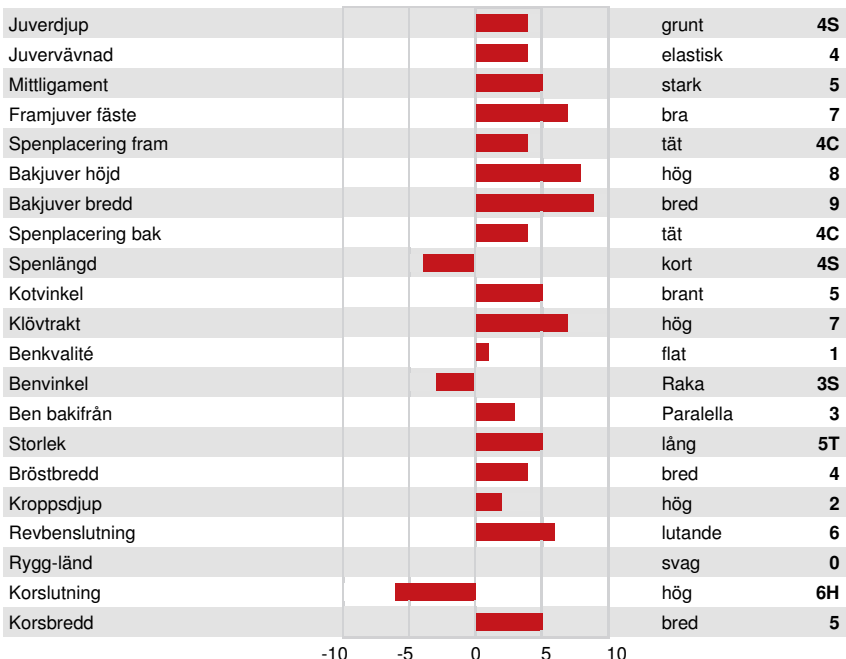 Juverdjup grunt 4S
Juvervävnad elastisk 4
Mittligament stark 5
Framjuver fäste bra 7
Spenplacering fram tät 4C
Bakjuver höjd hög 8
Bakjuver bredd bred 9
Spenplacering bak tät 4C
Spenlängd kort 4S
Kotvinkel brant 5
Klövtrakt hög 7
Benkvalité flat 1
Benvinkel Raka 3S
Ben bakifrån Paralella 3
Storlek lång 5T
Bröstbredd bred 4
Kroppsdjup hög 2
Revbenslutning lutande 6
Rygg-länd svag 0
Korslutning hög 6H
Korsbredd bred 5
-10 -5 0 5 10